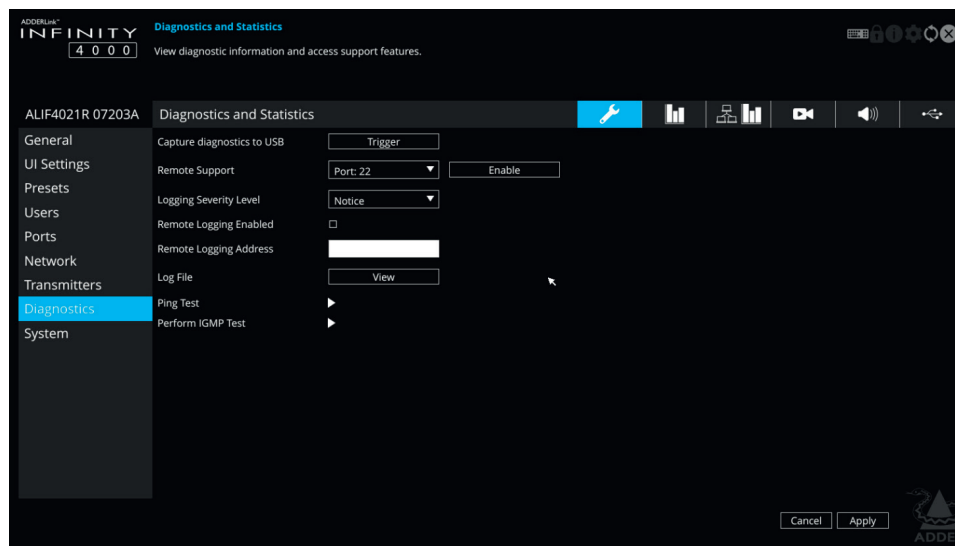 ADDERLink™
INFINITY
4000
Diagnostics and Statistics
View diagnostic information and access support features.
ALIF4021R 07203A
Diagnostics and Statistics
General
Capture diagnostics to USB
Trigger
UI Settings
Remote Support
Port: 22
Enable
Presets
Logging Severity Level
Notice
Users
Remote Logging Enabled
Ports
Remote Logging Address
Network
Log File
View
Transmitters
Diagnostics
Ping Test
Perform IGMP Test
System
Cancel
Apply
ADDE